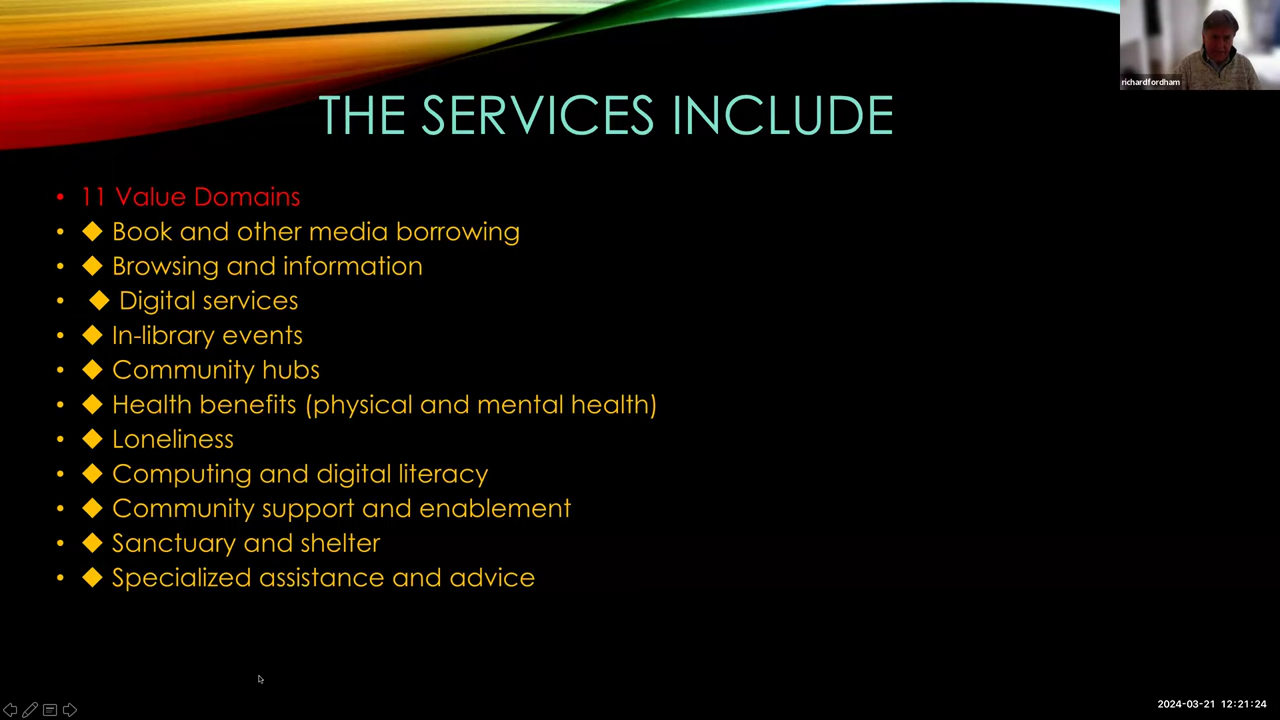 richardfordham
THE SERVICES INCLUDE
• 11 Value Domains
• ◆ Book and other media borrowing
• ◆ Browsing and information
• ◆ Digital services
• ◆ In-library events
• ◆ Community hubs
• ◆ Health benefits (physical and mental health)
• ◆ Loneliness
• ◆ Computing and digital literacy
• ◆ Community support and enablement
• ◆ Sanctuary and shelter
• ◆ Specialized assistance and advice
2024-03-21 12:21:24